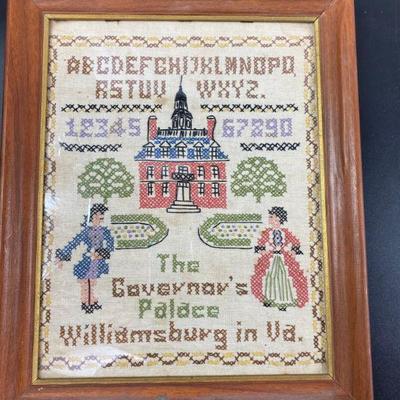 ABCDEFGHIJKLMNOPQ
RSTUV WXYZ.
12345 67890
The
Governor's
Palace
Williamsburg in Va.